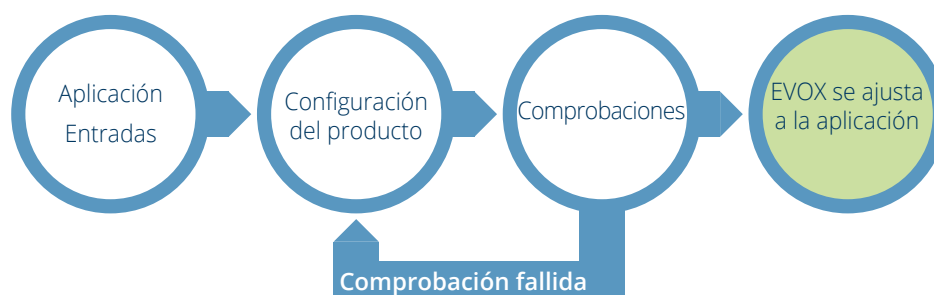 Aplicación
Entradas
Configuración
del producto
Comprobaciones
EVOX se ajusta
a la aplicación
Comprobación fallida